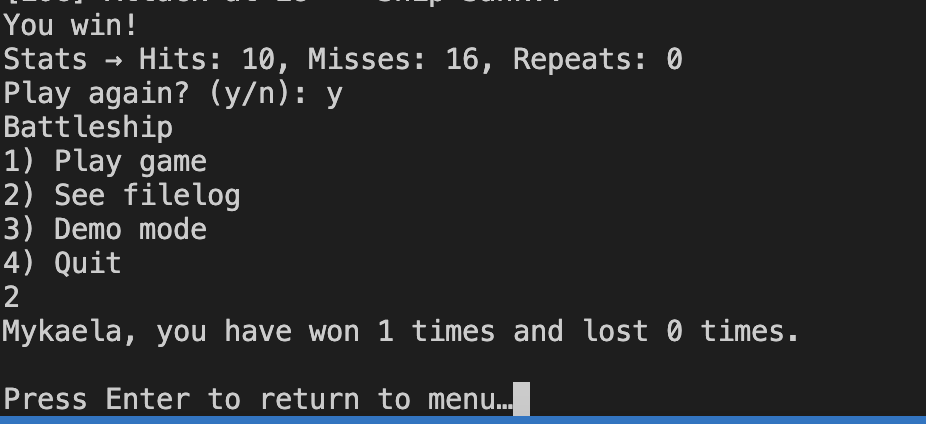 You win!
Stats → Hits: 10, Misses: 16, Repeats: 0
Play again? (y/n): y
Battleship
1) Play game
2) See filelog
3) Demo mode
4) Quit
2
Mykaela, you have won 1 times and lost 0 times.
Press Enter to return to menu…